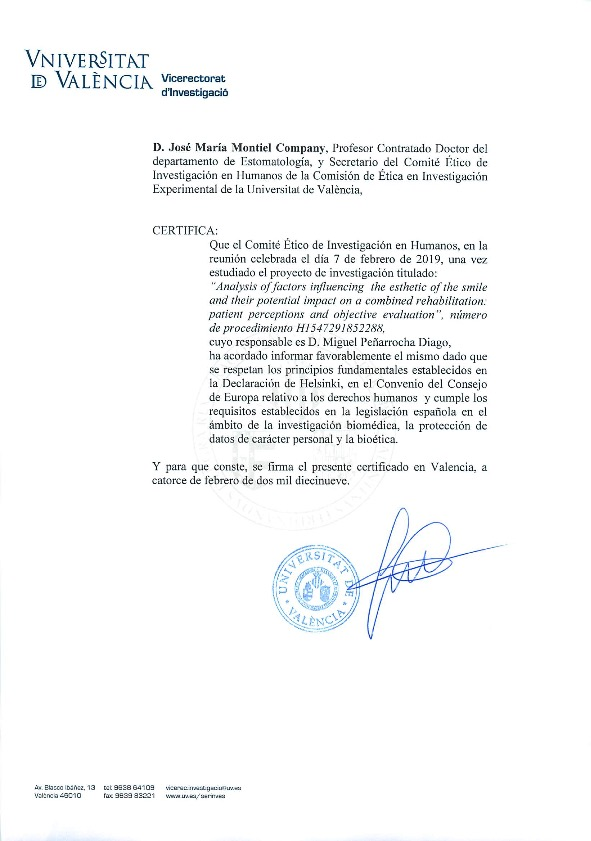 VNIVERSITAT
DE VALÈNCIA
Vicerectorat
d'Investigació
D. José María Montiel Company, Profesor Contratado Doctor del
departamento de Estomatología, y Secretario del Comité Ético de
Investigación en Humanos de la Comisión de Ética en Investigación
Experimental de la Universitat de València,
CERTIFICA:
Que el Comité Ético de Investigación en Humanos, en la
reunión celebrada el día 7 de febrero de 2019, una vez
estudiado el proyecto de investigación titulado:
"Analysis of factors influencing the esthetic of the smile
and their potential impact on a combined rehabilitation:
patient perceptions and objective evaluation", número
de procedimiento H1547291852288,
cuyo responsable es D. Miguel Peñarrocha Diago,
ha acordado informar favorablemente el mismo dado que
se respetan los principios fundamentales establecidos en
la Declaración de Helsinki, en el Convenio del Consejo
de Europa relativo a los derechos humanos y cumple los
requisitos establecidos en la legislación española en el
ámbito de la investigación biomédica, la protección de
datos de carácter personal y la bioética.
Y para que conste, se firma el presente certificado en Valencia, a
catorce de febrero de dos mil diecinueve.
UNIVERSITAT DE
VALÈNCIA
Av. Blasco Ibáñez, 13 tel: 9638 64109 vicerec.investigacio@uv.es
València 46010 fax: 9639 83221 www.uv.es/serinves